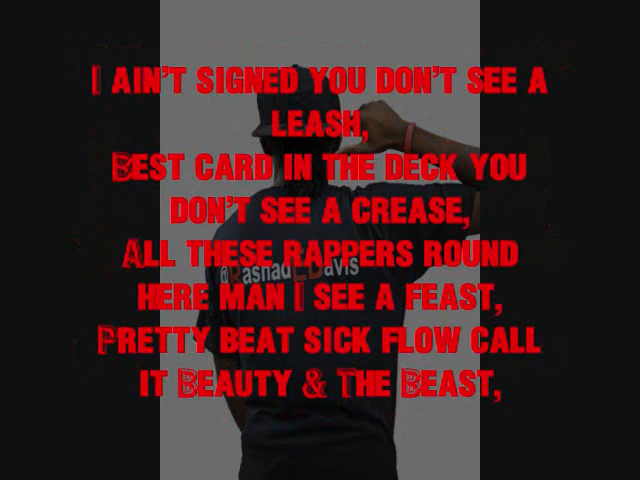 I ain't signed you don't see a
leash,
Best card in the deck you
don't see a crease,
All these rappers round
@RashadEDavis
here man I see a feast,
Pretty beat sick flow call
it Beauty & The Beast,